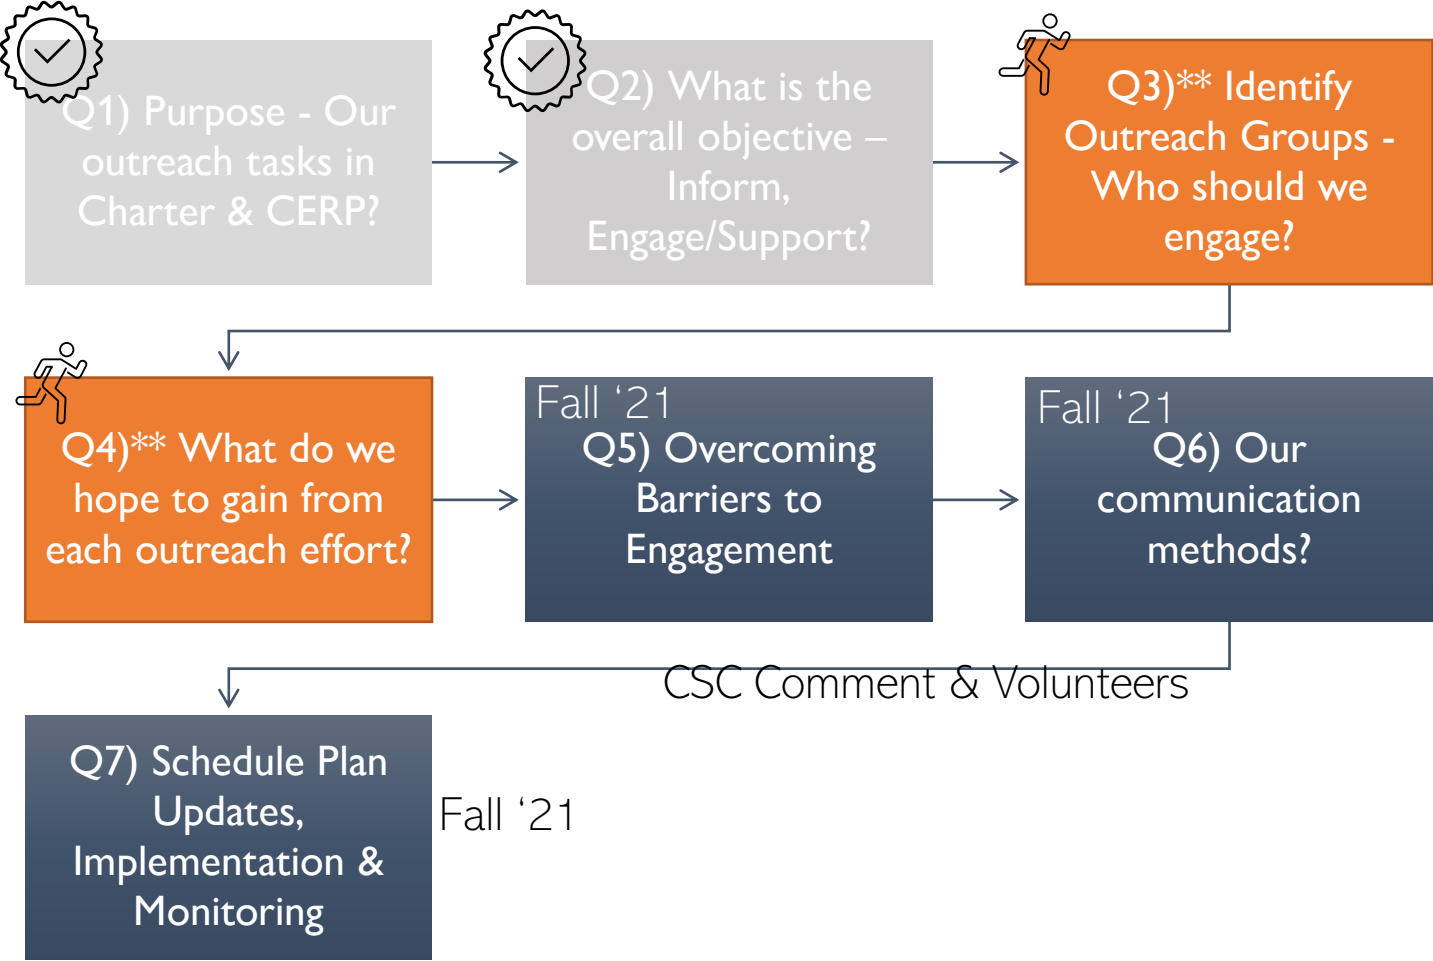 Q1) Purpose - Our
outreach tasks in
Charter & CERP?
Q2) What is the
overall objective –
Inform,
Engage/Support?
Q3)** Identify
Outreach Groups -
Who should we
engage?
Q4)** What do we
hope to gain from
each outreach effort?
Fall ‘21
Q5) Overcoming
Barriers to
Engagement
Fall ‘21
Q6) Our
communication
methods?
CSC Comment & Volunteers
Q7) Schedule Plan
Updates,
Implementation &
Monitoring
Fall ‘21